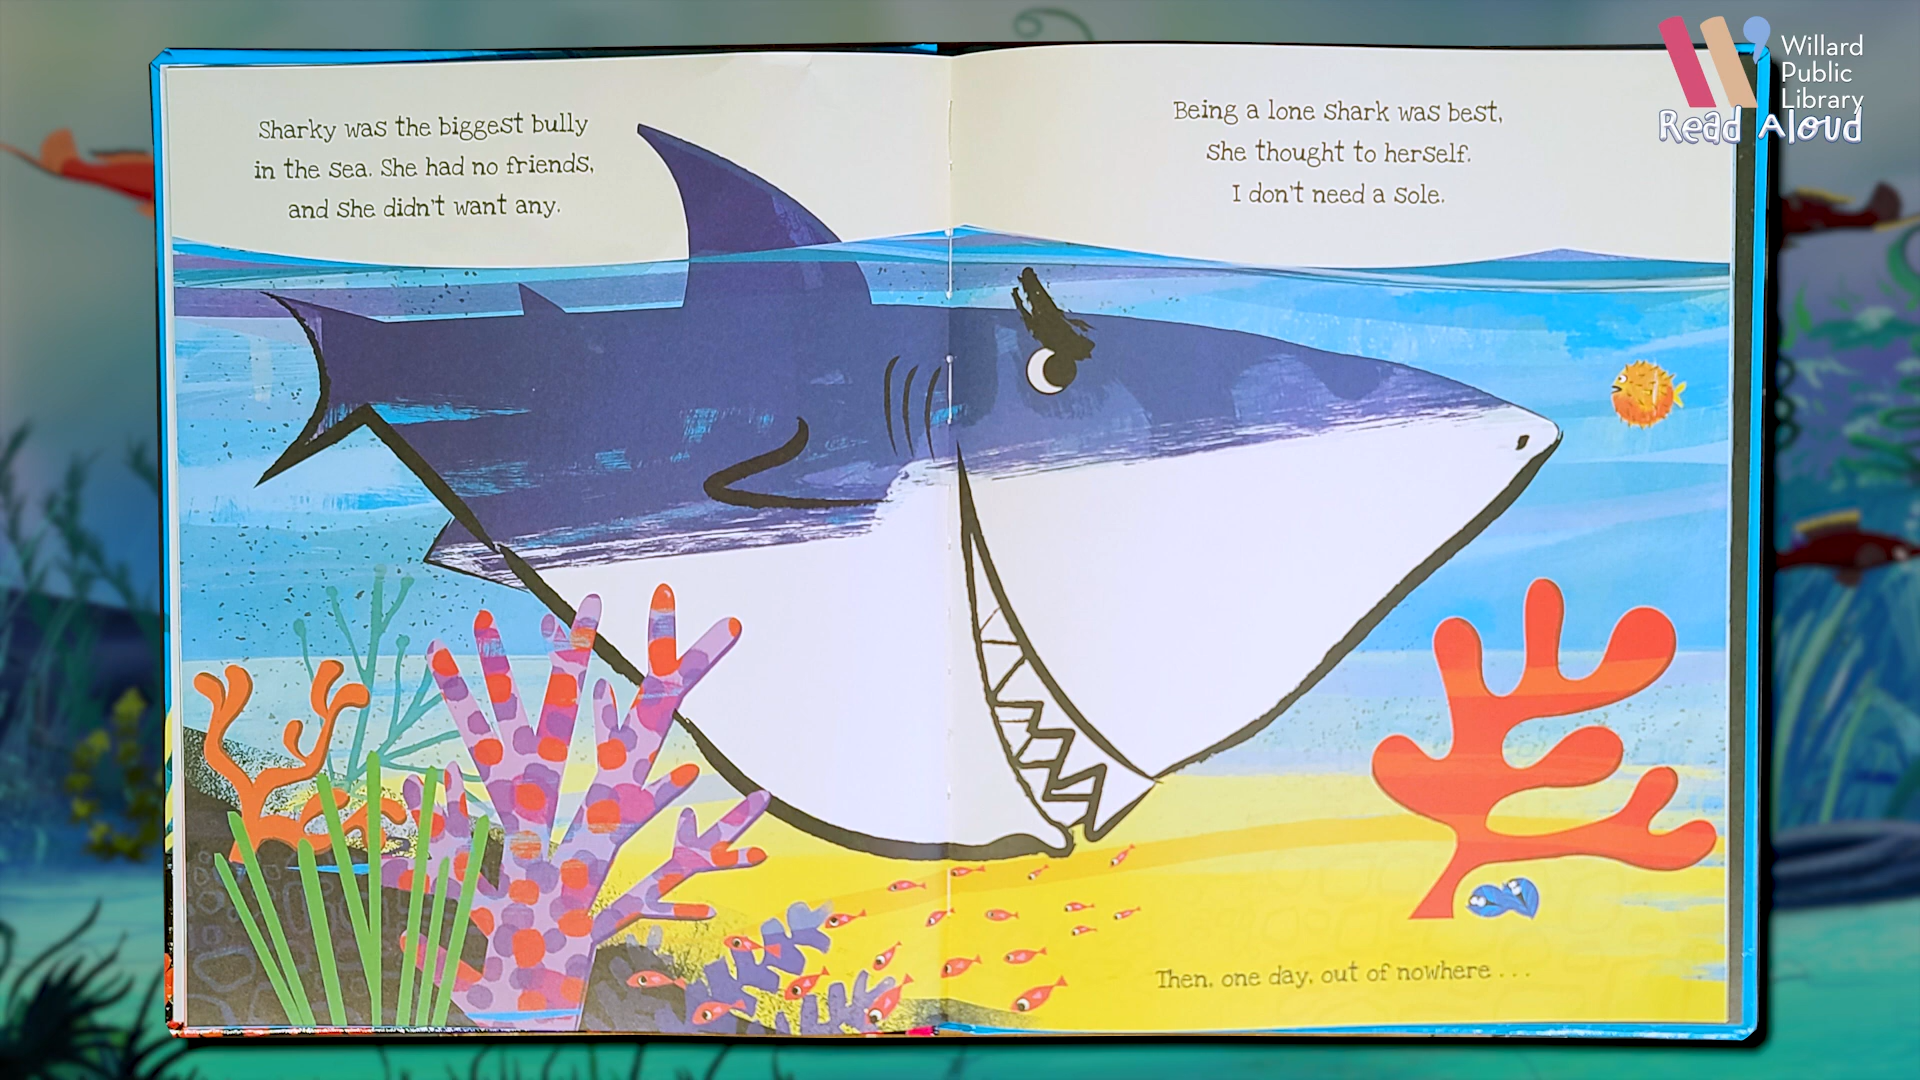 Sharky was the biggest bully
in the sea. She had no friends,
and she didn't want any.
Being a lone shark was best,
she thought to herself.
I don't need a sole.
Then, one day, out of nowhere . . .
Willard
Public
Library
Read Aloud